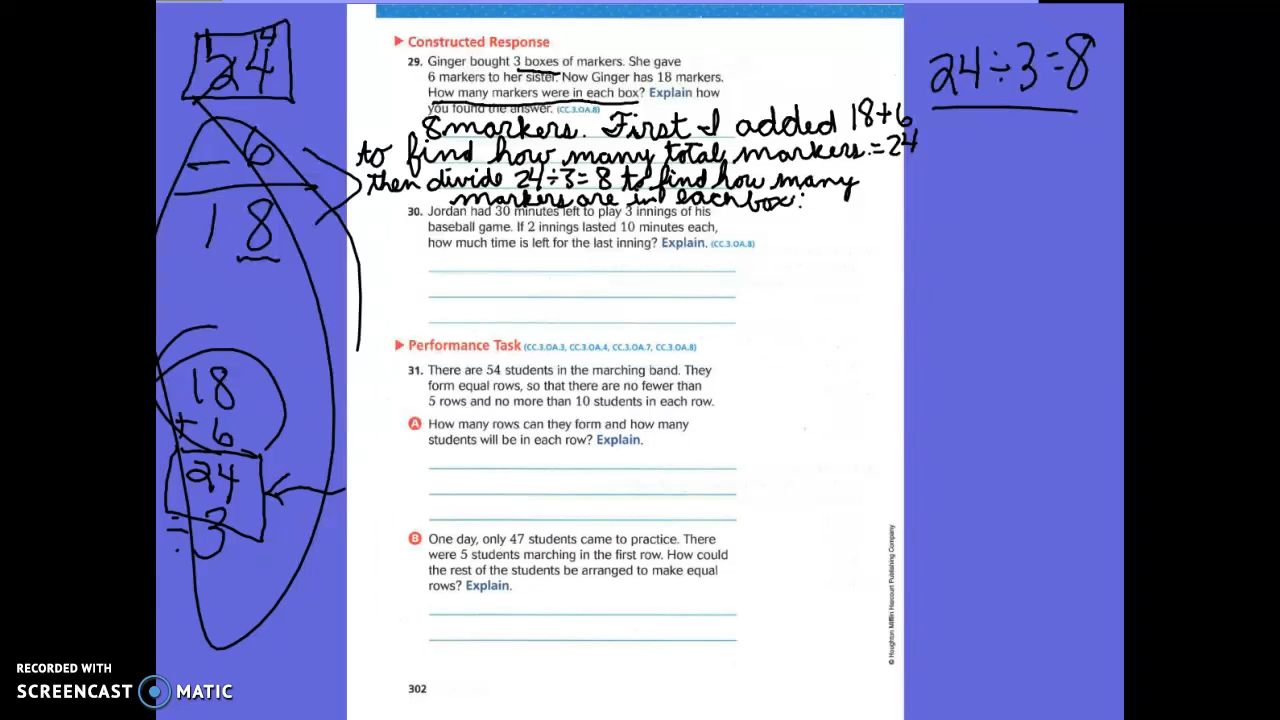 24
- 6
18
18
+ 6
24
÷ 3
24÷3=8
Constructed Response
29. Ginger bought 3 boxes of markers. She gave
6 markers to her sister. Now Ginger has 18 markers.
How many markers were in each box? Explain how
you found the answer. (CC.3.OA.8)
8 markers. First I added 18+6
to find how many total markers. = 24
then divide 24÷3=8 to find how many
markers are in each box.
30. Jordan had 30 minutes left to play 3 innings of his
baseball game. If 2 innings lasted 10 minutes each,
how much time is left for the last inning? Explain. (CC.3.OA.8)
Performance Task (CC.3.OA.3, CC.3.OA.4, CC.3.OA.7, CC.3.OA.8)
31. There are 54 students in the marching band. They
form equal rows, so that there are no fewer than
5 rows and no more than 10 students in each row.
A How many rows can they form and how many
students will be in each row? Explain.
B One day, only 47 students came to practice. There
were 5 students marching in the first row. How could
the rest of the students be arranged to make equal
rows? Explain.
© Houghton Mifflin Harcourt Publishing Company
302
RECORDED WITH
SCREENCAST MATIC